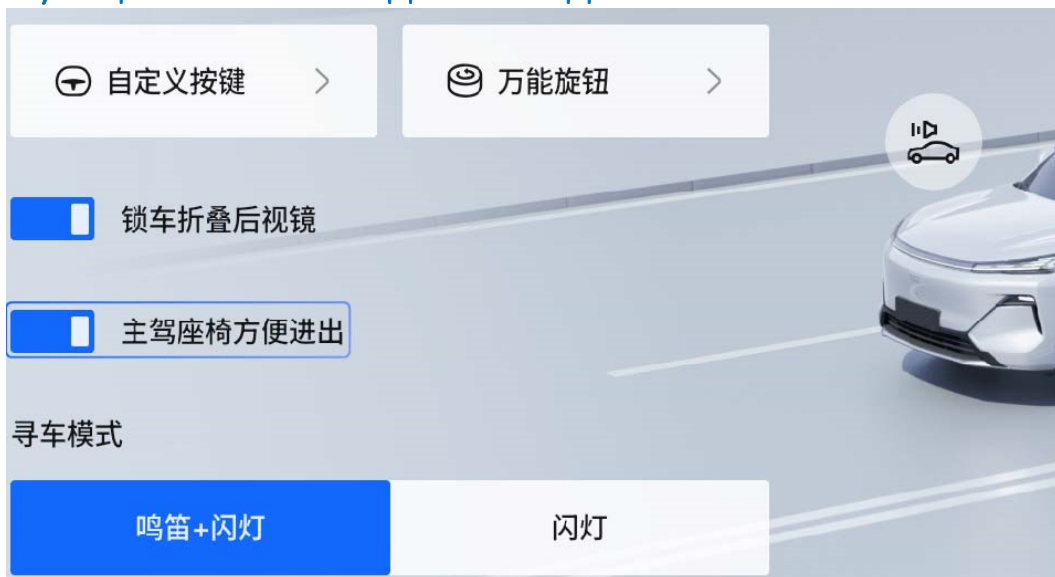 自定义按键
万能旋钮
锁车折叠后视镜
主驾座椅方便进出
寻车模式
鸣笛+闪灯
闪灯